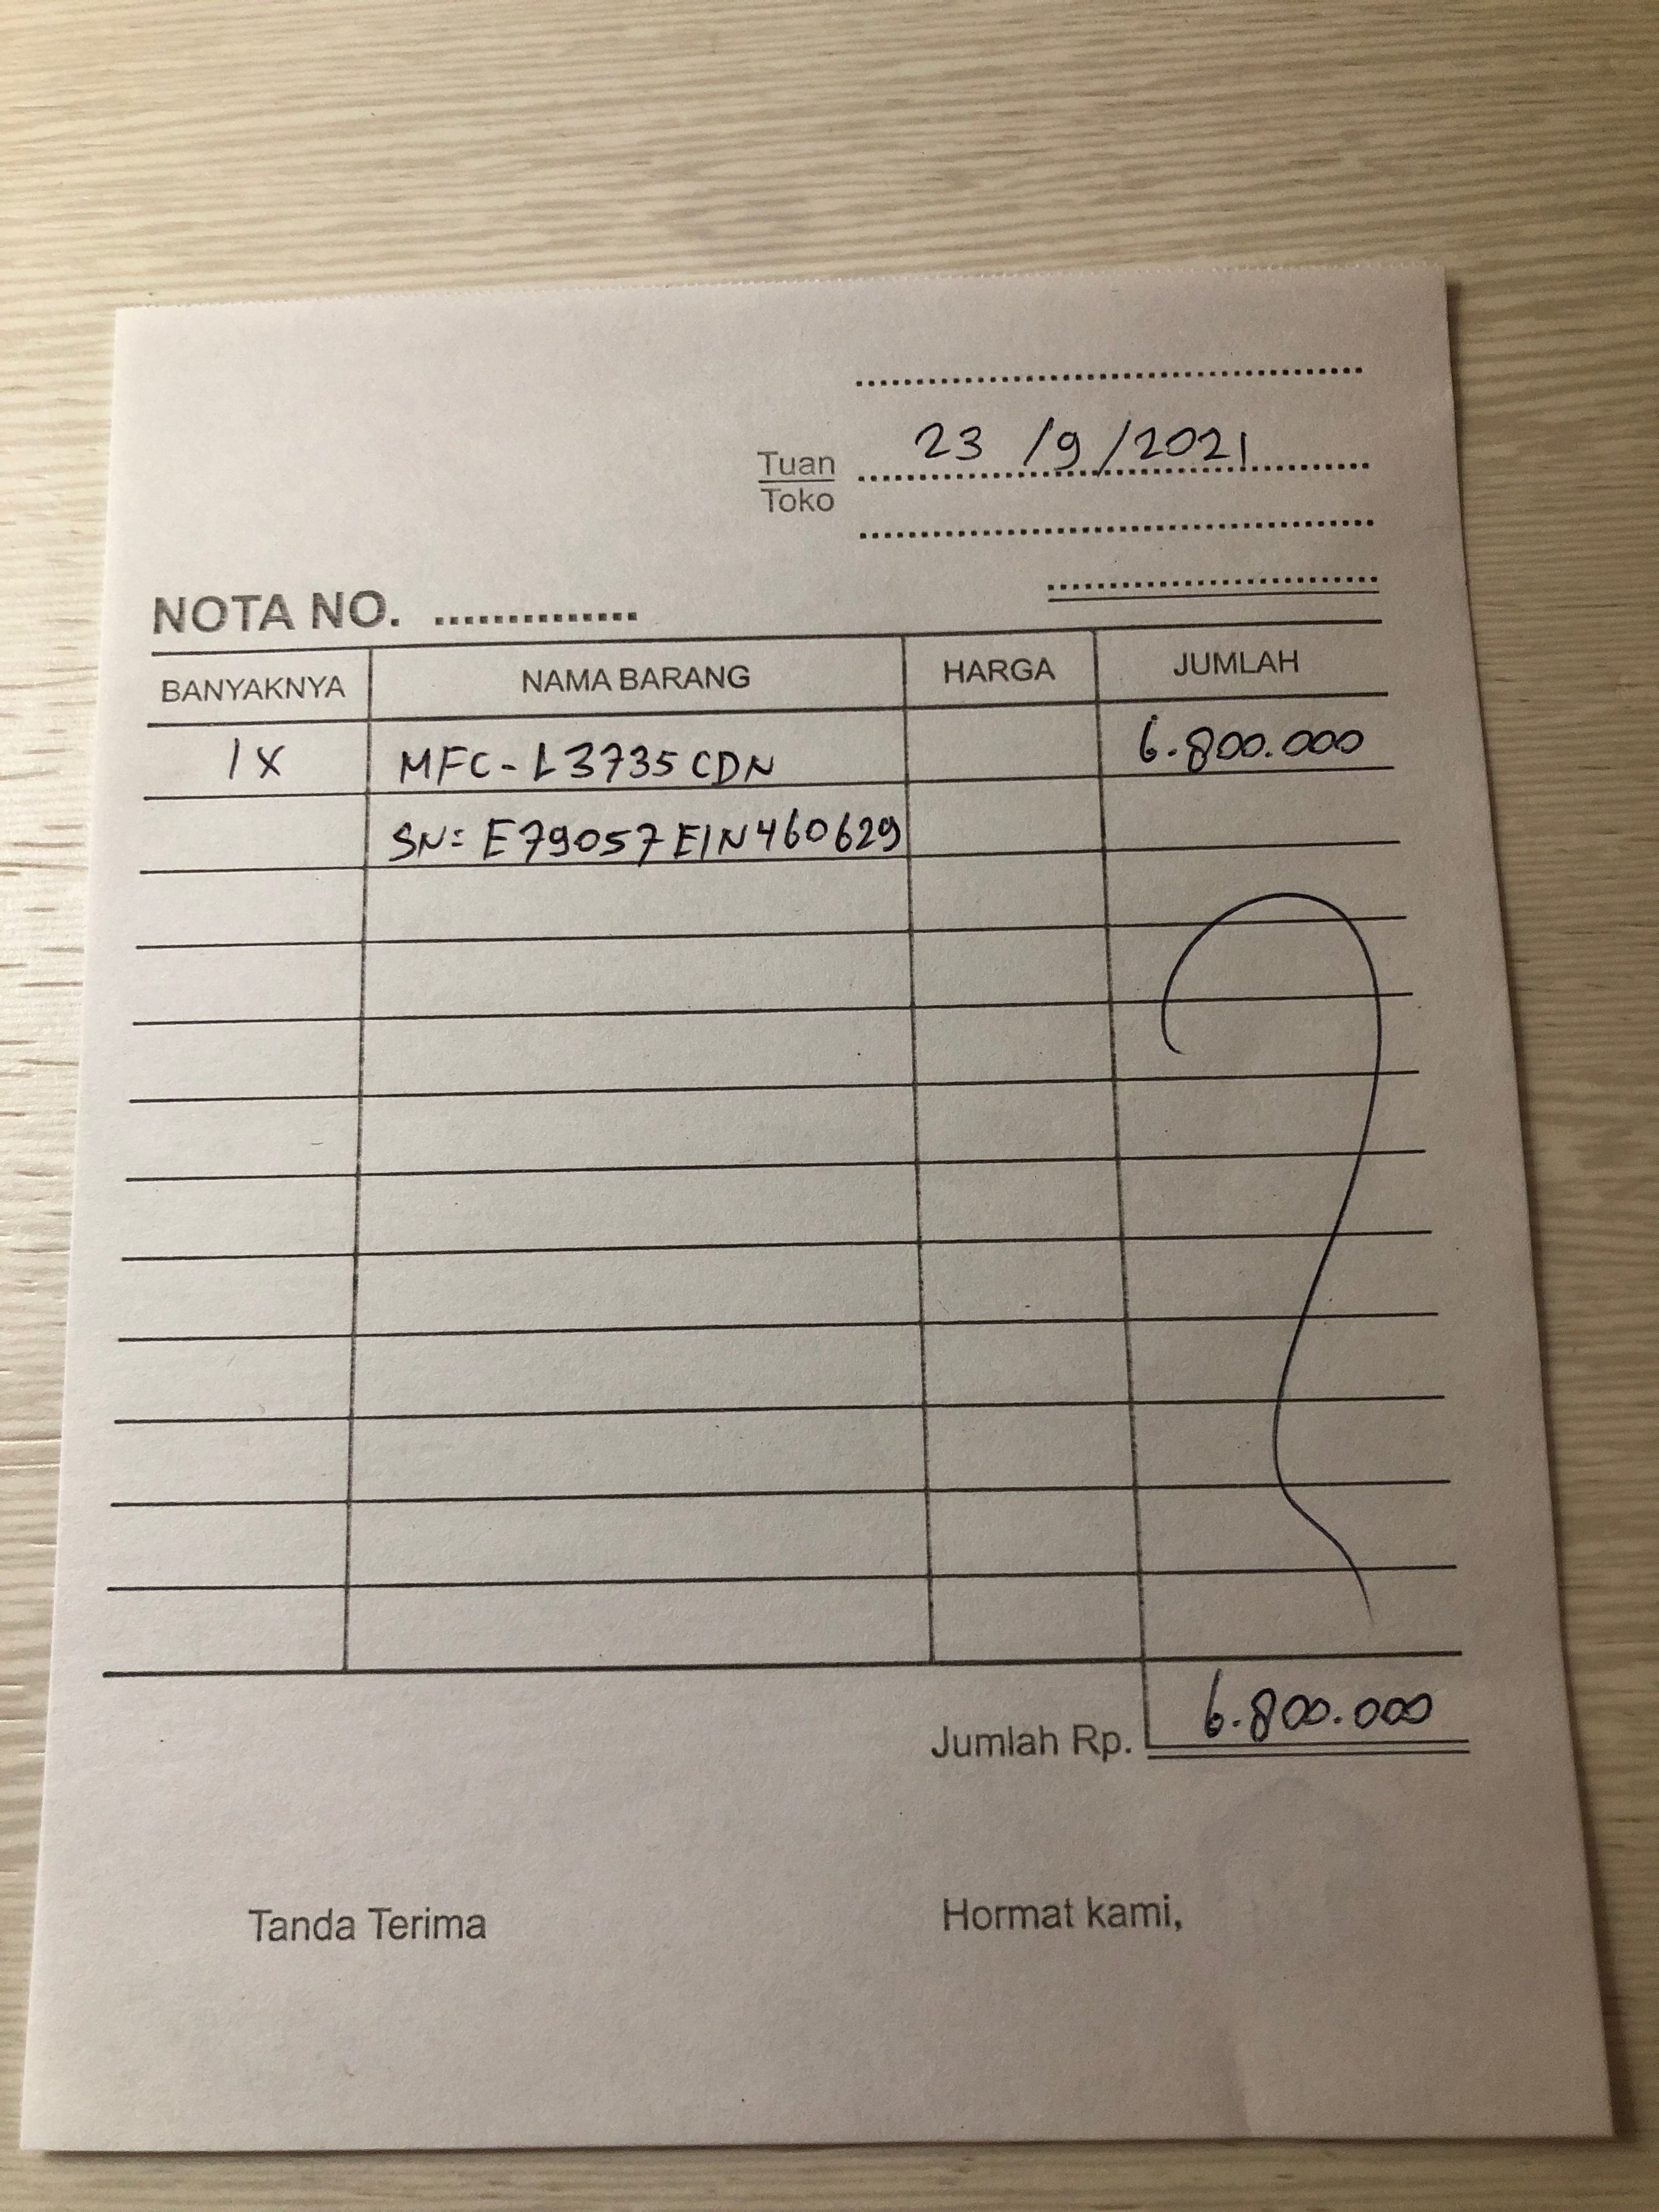 23/9/2021
Tuan
Toko
NOTA NO. ..............
BANYAKNYA NAMA BARANG HARGA JUMLAH
1X MFC-L3735CDN 6.800.000
SN: E79057E1N460629
Jumlah Rp. 6.800.000
Tanda Terima Hormat kami,